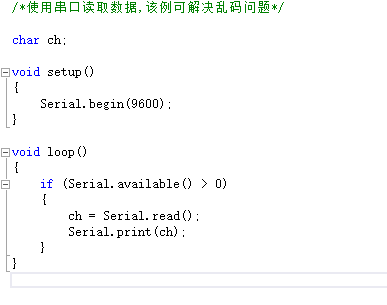 /*使用串口读取数据,该例可解决乱码问题*/
char ch;
void setup()
{
Serial.begin(9600);
}
void loop()
{
if (Serial.available() > 0)
{
ch = Serial.read();
Serial.print(ch);
}
}